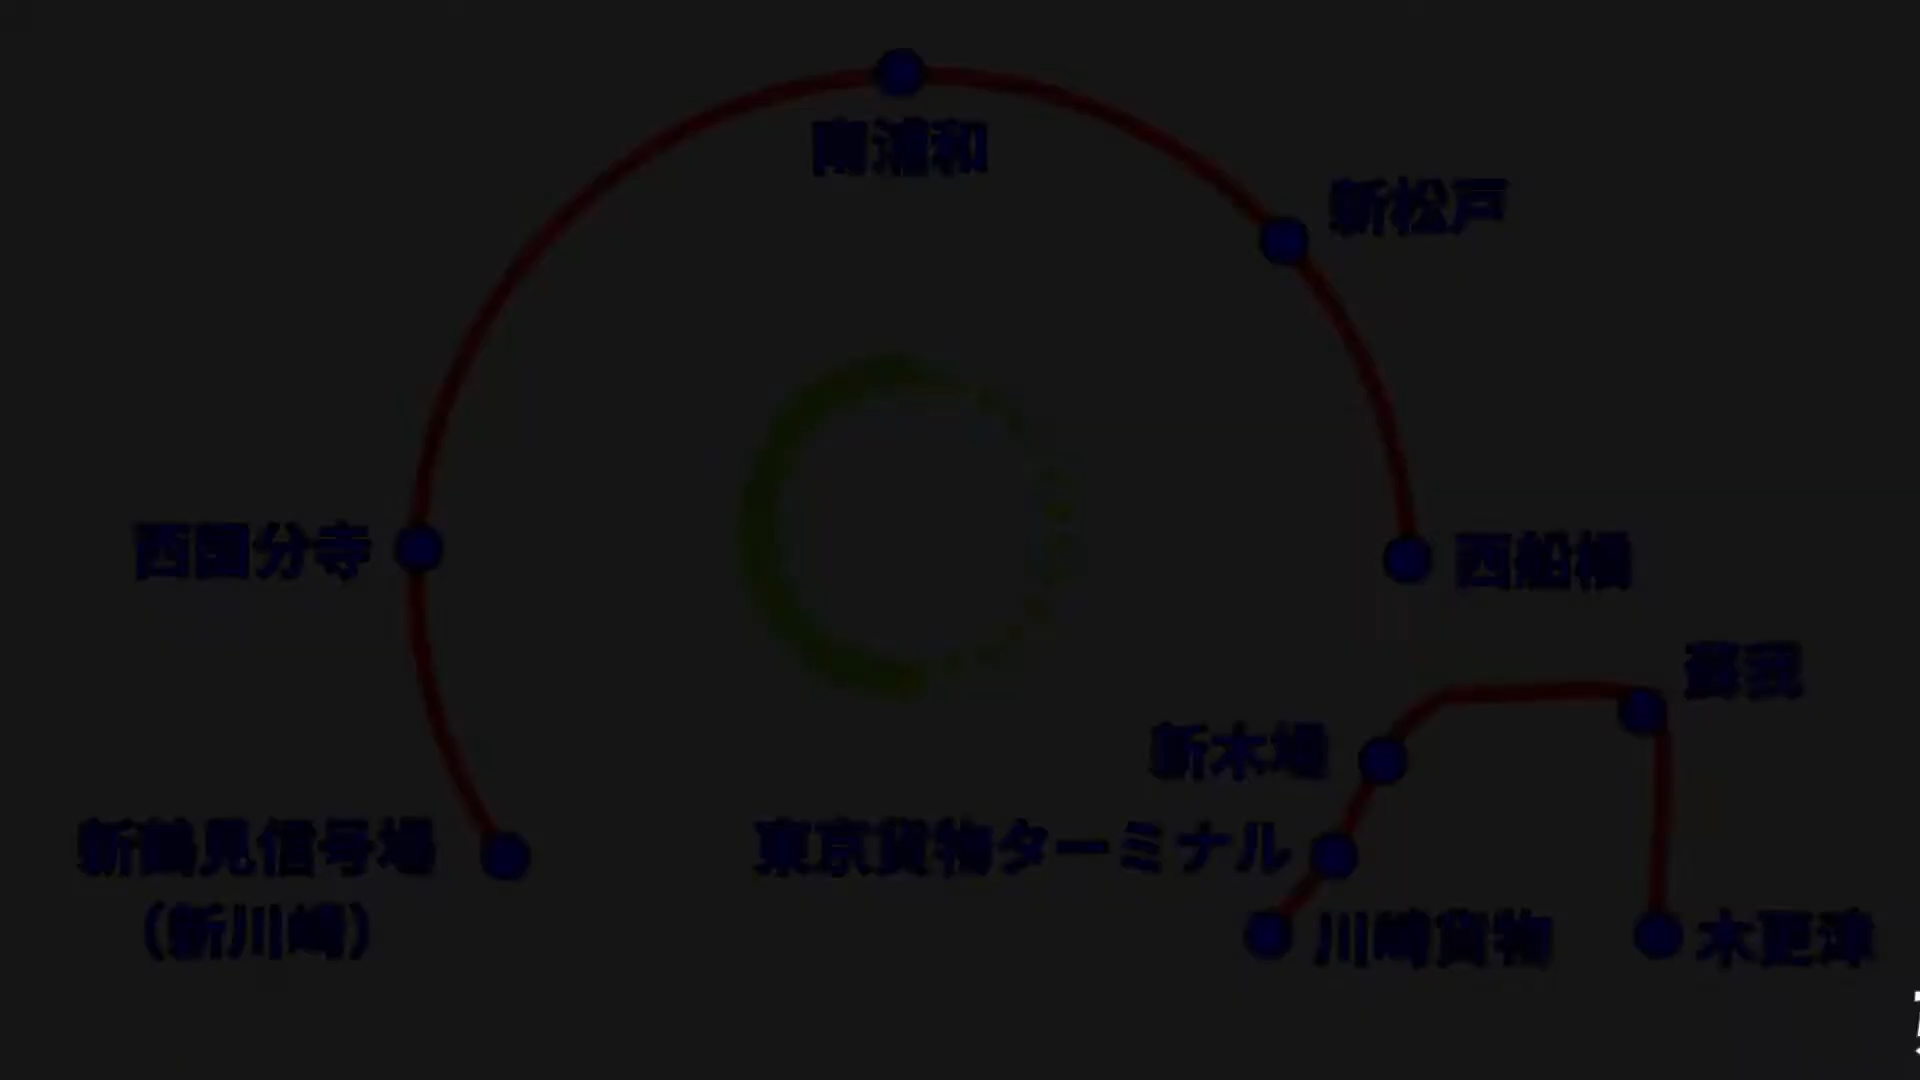 南浦和
新松戸
西国分寺
西船橋
蘇我
新木場
新鶴見信号場
(新川崎)
東京貨物ターミナル
川崎貨物
木更津